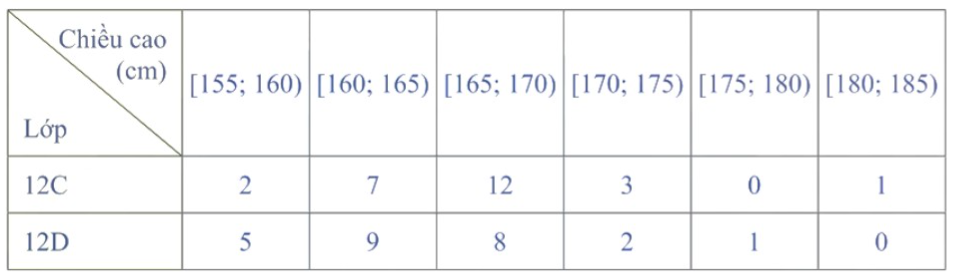 Chiều cao
(cm)
Lớp
[155; 160) [160; 165) [165; 170) [170; 175) [175; 180) [180; 185)
12C 2 7 12 3 0 1
12D 5 9 8 2 1 0